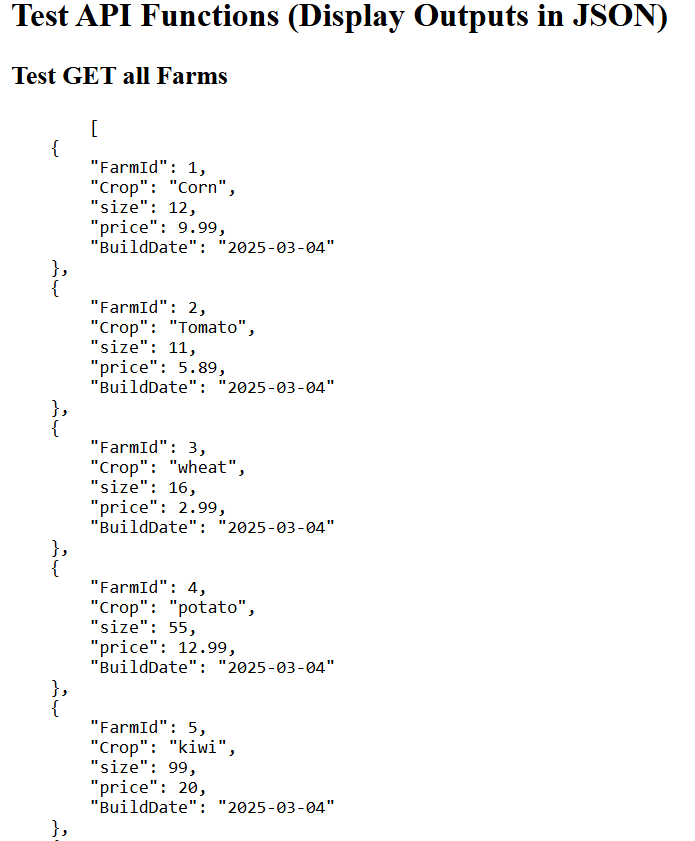 Test API Functions (Display Outputs in JSON)
Test GET all Farms
[
{
"FarmId": 1,
"Crop": "Corn",
"size": 12,
"price": 9.99,
"BuildDate": "2025-03-04"
},
{
"FarmId": 2,
"Crop": "Tomato",
"size": 11,
"price": 5.89,
"BuildDate": "2025-03-04"
},
{
"FarmId": 3,
"Crop": "wheat",
"size": 16,
"price": 2.99,
"BuildDate": "2025-03-04"
},
{
"FarmId": 4,
"Crop": "potato",
"size": 55,
"price": 12.99,
"BuildDate": "2025-03-04"
},
{
"FarmId": 5,
"Crop": "kiwi",
"size": 99,
"price": 20,
"BuildDate": "2025-03-04"
},